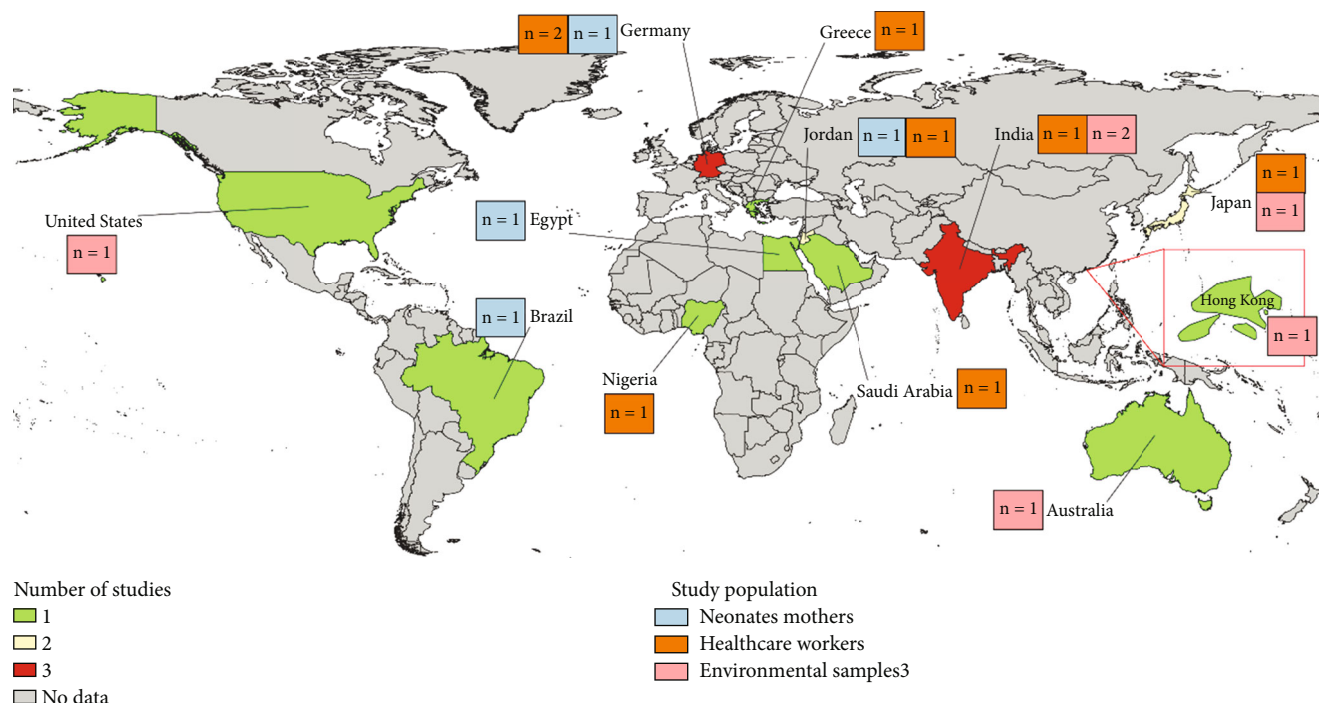 n = 2 n = 1 Germany
Greece n = 1
Jordan n = 1 n = 1
India n = 1 n = 2
n = 1
Japan
n = 1
United States
n = 1
n = 1 Egypt
n = 1 Brazil
Hong Kong
n = 1
Nigeria
n = 1
Saudi Arabia n = 1
n = 1 Australia
Number of studies
1
2
3
No data
Study population
Neonates mothers
Healthcare workers
Environmental samples3